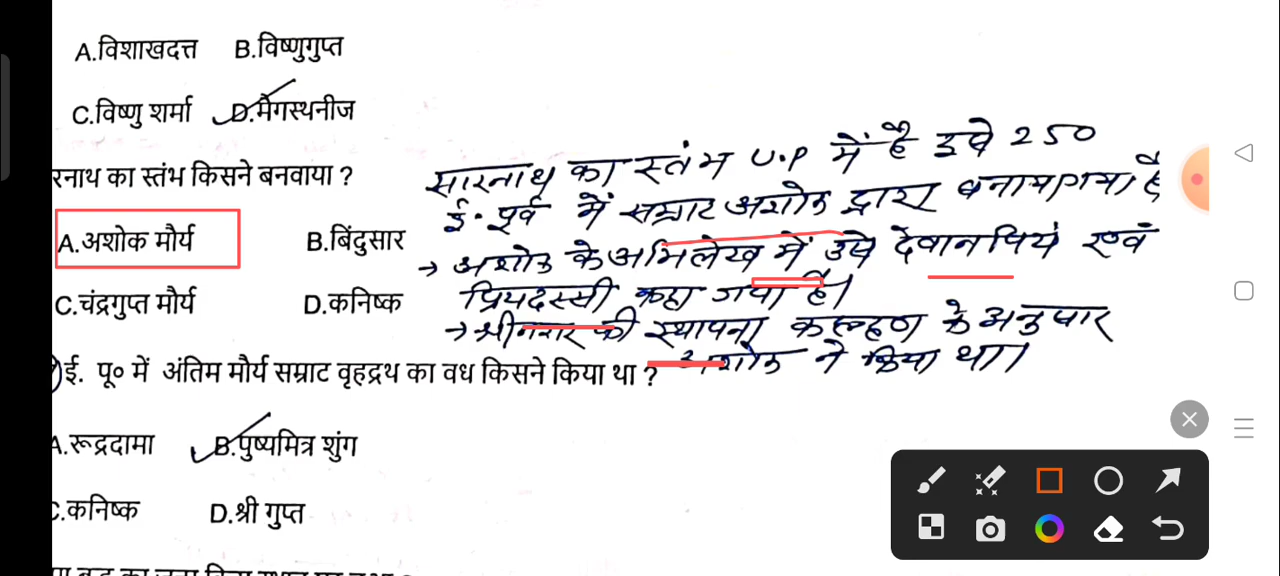 A.विशाखदत्त B.विष्णुगुप्त
C.विष्णु शर्मा D.मैगस्थनीज
रनाथ का स्तंभ किसने बनवाया ?
A.अशोक मौर्य B.बिंदुसार
C.चंद्रगुप्त मौर्य D.कनिष्क
सारनाथ का स्तंभ U.P में है इसे 250
ई. पूर्व में सम्राट अशोक द्वारा बनाया गया है
→ अशोक के अभिलेख में उसे देवानपियं एवं
प्रियदस्सी कहा गया है।
→ श्रीनगर की स्थापना कल्हण के अनुसार
अशोक ने किया था।
ई. पू० में अंतिम मौर्य सम्राट वृहद्रथ का वध किसने किया था ?
A.रूद्रदामा B.पुष्यमित्र शुंग
C.कनिष्क D.श्री गुप्त